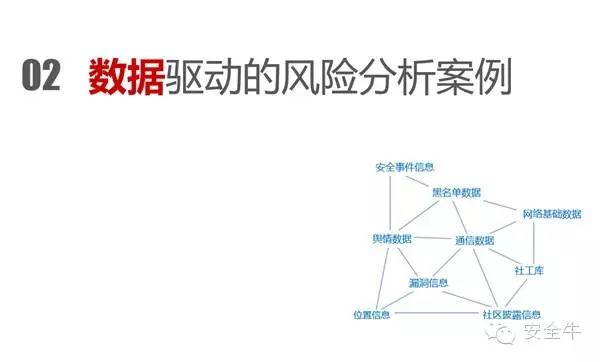 02 数据驱动的风险分析案例
安全事件信息
黑名单数据
网络基础数据
舆情数据
通信数据
社工库
漏洞信息
位置信息
社区披露信息
安全牛